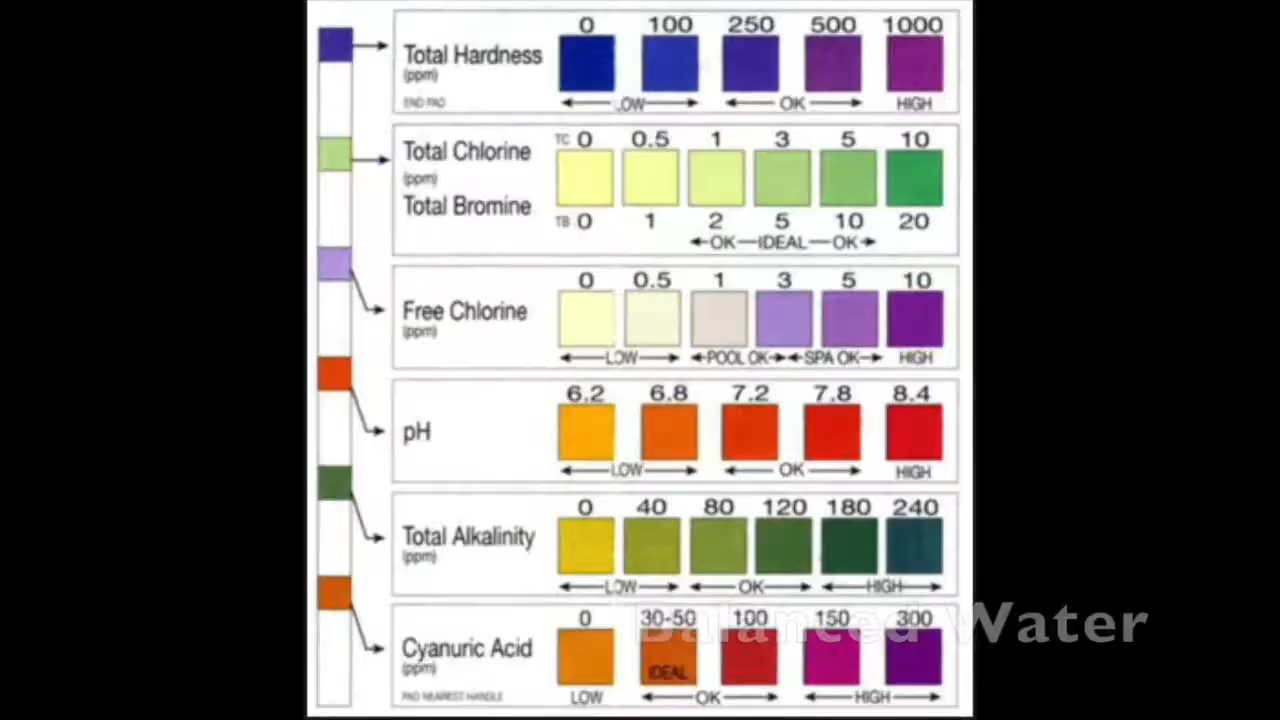 0 100 250 500 1000
Total Hardness
(ppm)
END PAD
LOW OK HIGH
TC 0 0.5 1 3 5 10
Total Chlorine
(ppm)
Total Bromine
TB 0 1 2 5 10 20
OK IDEAL OK
0 0.5 1 3 5 10
Free Chlorine
(ppm)
LOW POOL OK SPA OK HIGH
6.2 6.8 7.2 7.8 8.4
pH
LOW OK HIGH
0 40 80 120 180 240
Total Alkalinity
(ppm)
LOW OK HIGH
0 30-50 100 150 300
Balanced Water
Cyanuric Acid
(ppm)
IDEAL
PAD NEAREST HANDLE
LOW OK HIGH